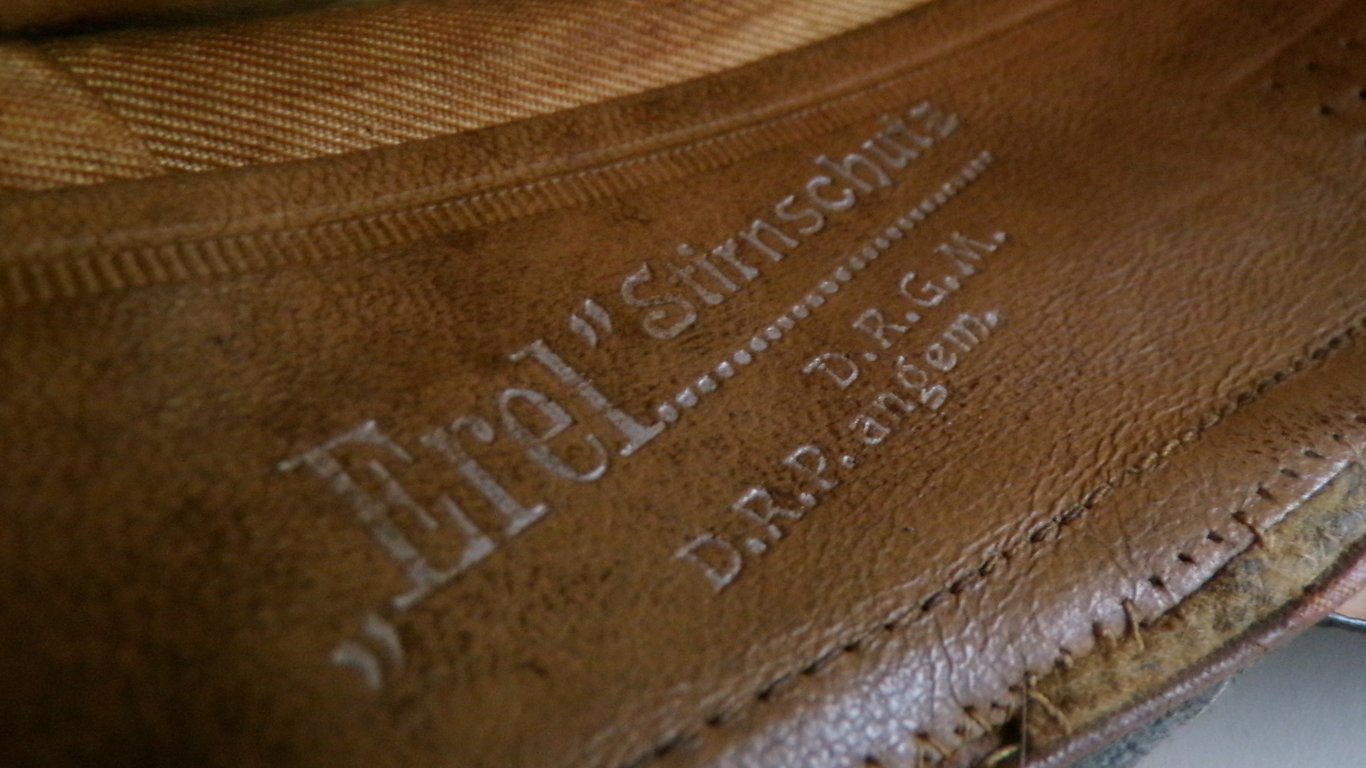 „Erel” Stirnschutz
D.R.G.M.
D.R.P. angem.